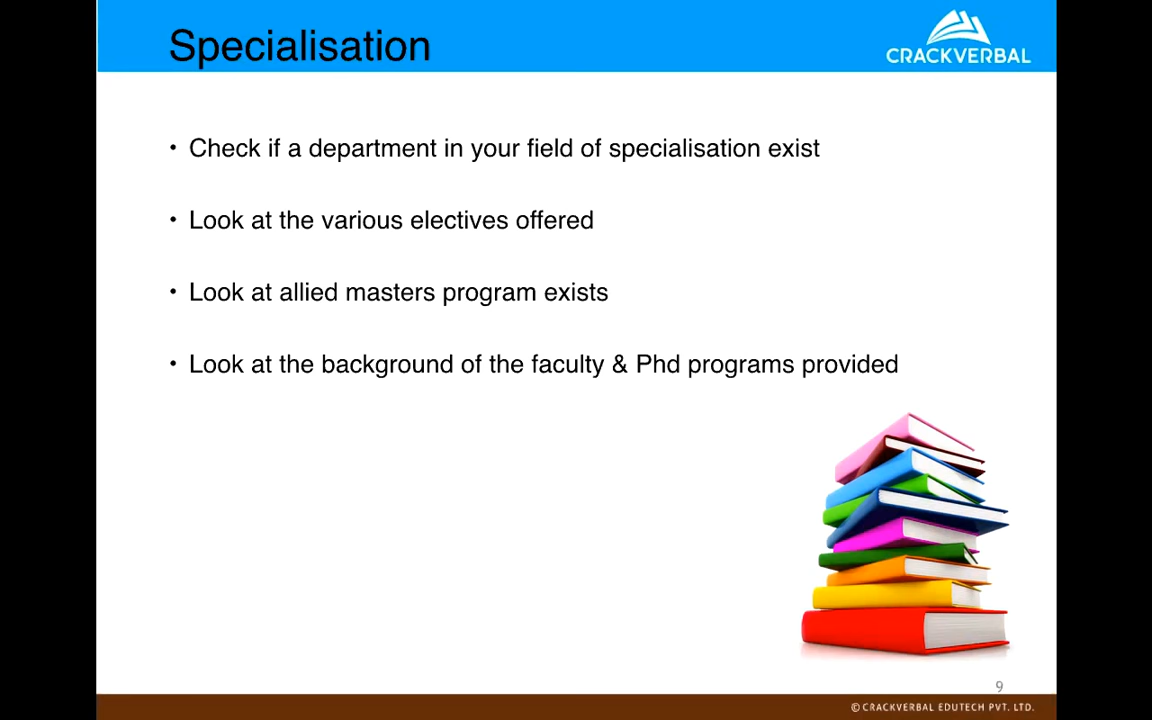 Specialisation
CRACKVERBAL
• Check if a department in your field of specialisation exist
• Look at the various electives offered
• Look at allied masters program exists
• Look at the background of the faculty & Phd programs provided
9
© CRACKVERBAL EDUTECH PVT. LTD.